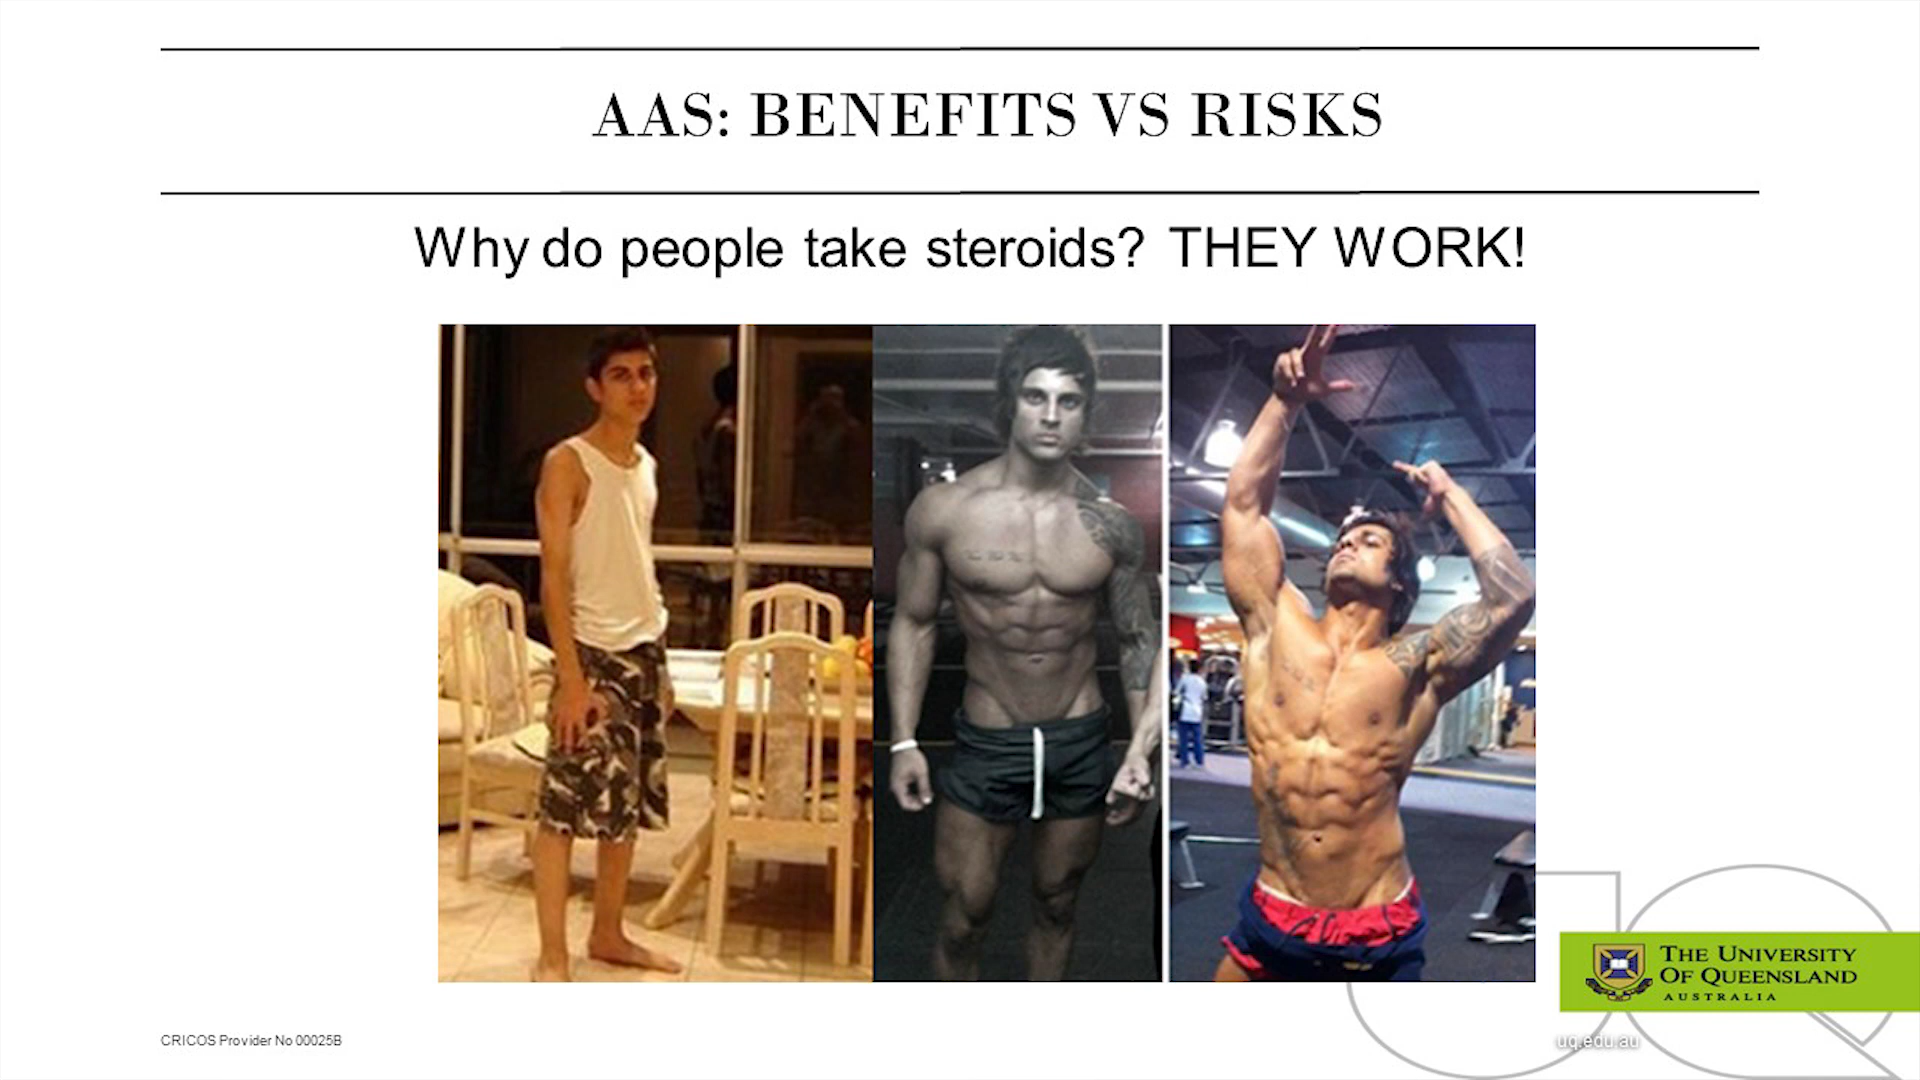 AAS: BENEFITS VS RISKS
Why do people take steroids? THEY WORK!
THE UNIVERSITY
OF QUEENSLAND
AUSTRALIA
CRICOS Provider No 00025B
uq.edu.au